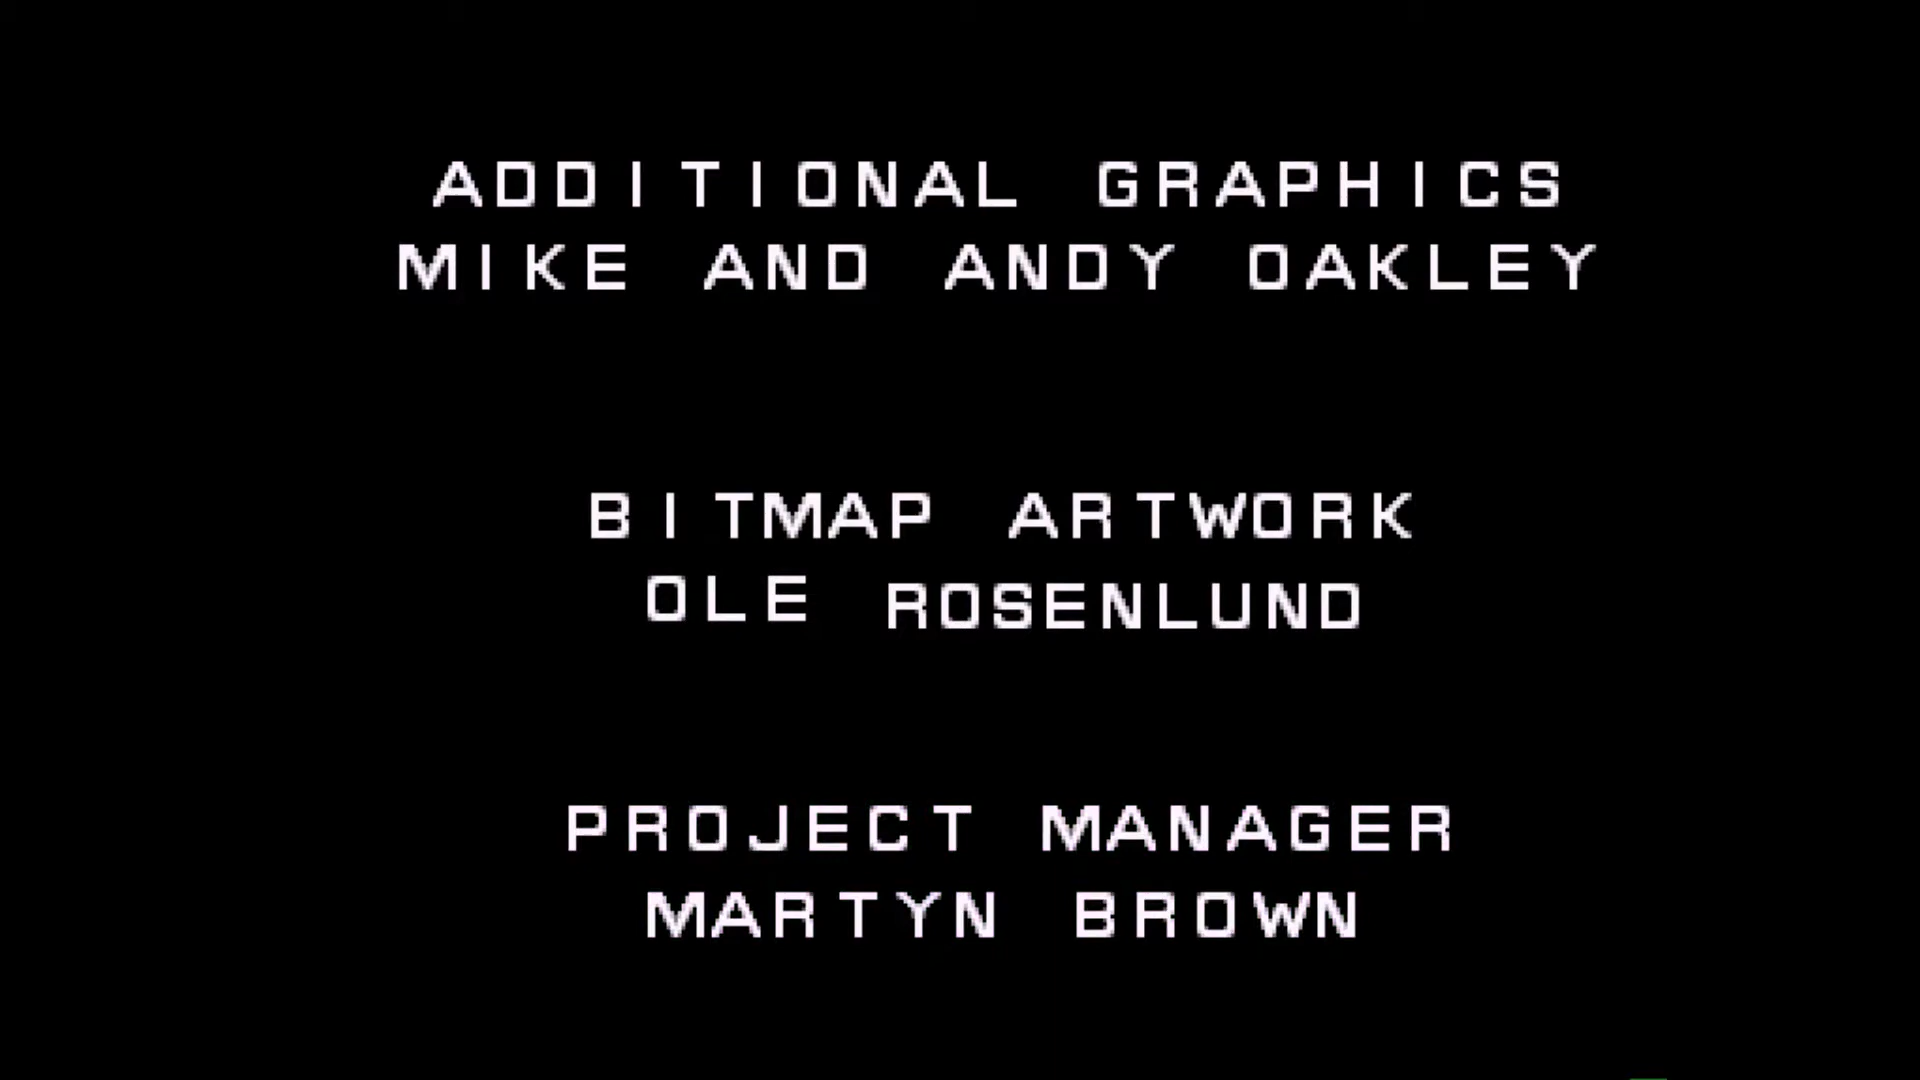 ADDITIONAL GRAPHICS
MIKE AND ANDY OAKLEY
BITMAP ARTWORK
OLE ROSENLUND
PROJECT MANAGER
MARTYN BROWN